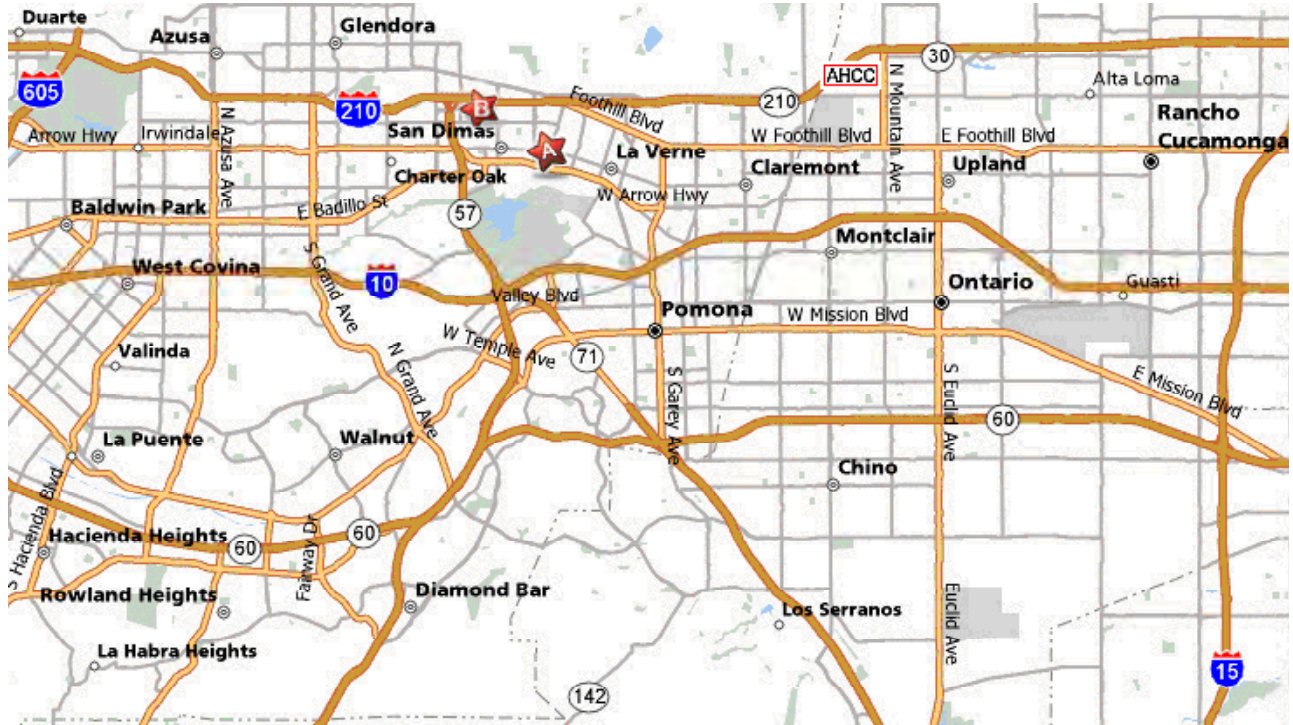 Duarte
Glendora
Azusa
30
AHCC
N Mountain Ave
Alta Loma
605
210
B
210
Foothill Blvd
Rancho
Cucamonga
Arrow Hwy
Irwindale
N Azusa Ave
San Dimas
A
La Verne
W Foothill Blvd
E Foothill Blvd
Charter Oak
Claremont
Upland
W Arrow Hwy
E Badillo St
Baldwin Park
57
Montclair
S Grand Ave
West Covina
10
Valley Blvd
Ontario
Guasti
Pomona
W Mission Blvd
W Temple Ave
71
Valinda
N Grand Ave
S Garey Ave
S Euclid Ave
E Mission Blvd
60
La Puente
Walnut
Chino
S Hacienda Blvd
Hacienda Heights
60
60
Fairway Dr
Rowland Heights
Diamond Bar
Euclid Ave
Los Serranos
La Habra Heights
15
142